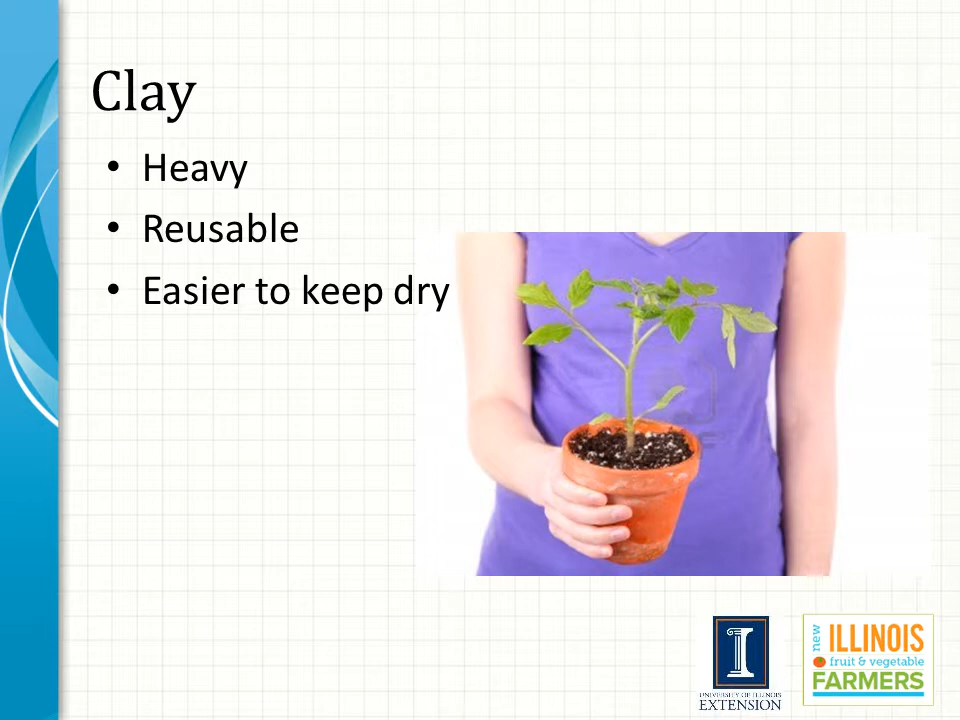 Clay
• Heavy
• Reusable
• Easier to keep dry
I
UNIVERSITY OF ILLINOIS
EXTENSION
new
ILLINOIS
fruit & vegetable
FARMERS